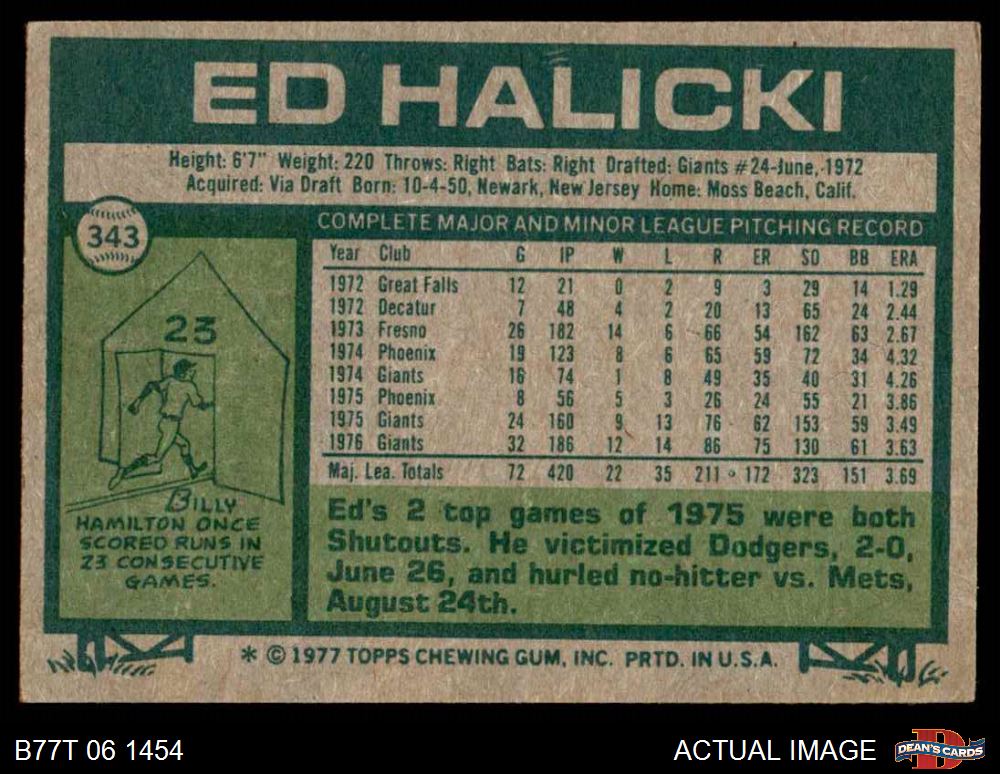 ED HALICKI
Height: 6'7" Weight: 220 Throws: Right Bats: Right Drafted: Giants #24-June, 1972
Acquired: Via Draft Born: 10-4-50, Newark, New Jersey Home: Moss Beach, Calif.
343
COMPLETE MAJOR AND MINOR LEAGUE PITCHING RECORD
Year Club G IP W L R ER SO BB ERA
1972 Great Falls 12 21 0 2 9 3 29 14 1.29
1972 Decatur 7 48 4 2 20 13 65 24 2.44
1973 Fresno 26 182 14 6 66 54 162 63 2.67
1974 Phoenix 19 123 8 6 65 59 72 34 4.32
1974 Giants 16 74 1 8 49 35 40 31 4.26
1975 Phoenix 8 56 5 3 26 24 55 21 3.86
1975 Giants 24 160 9 13 76 62 153 59 3.49
1976 Giants 32 186 12 14 86 75 130 61 3.63
Maj. Lea. Totals 72 420 22 35 211 172 323 151 3.69
23
BILLY
HAMILTON ONCE
SCORED RUNS IN
23 CONSECUTIVE
GAMES.
Ed's 2 top games of 1975 were both
Shutouts. He victimized Dodgers, 2-0,
June 26, and hurled no-hitter vs. Mets,
August 24th.
* © 1977 TOPPS CHEWING GUM, INC. PRTD. IN U.S.A.
B77T 06 1454
ACTUAL IMAGE
D
DEAN'S CARDS